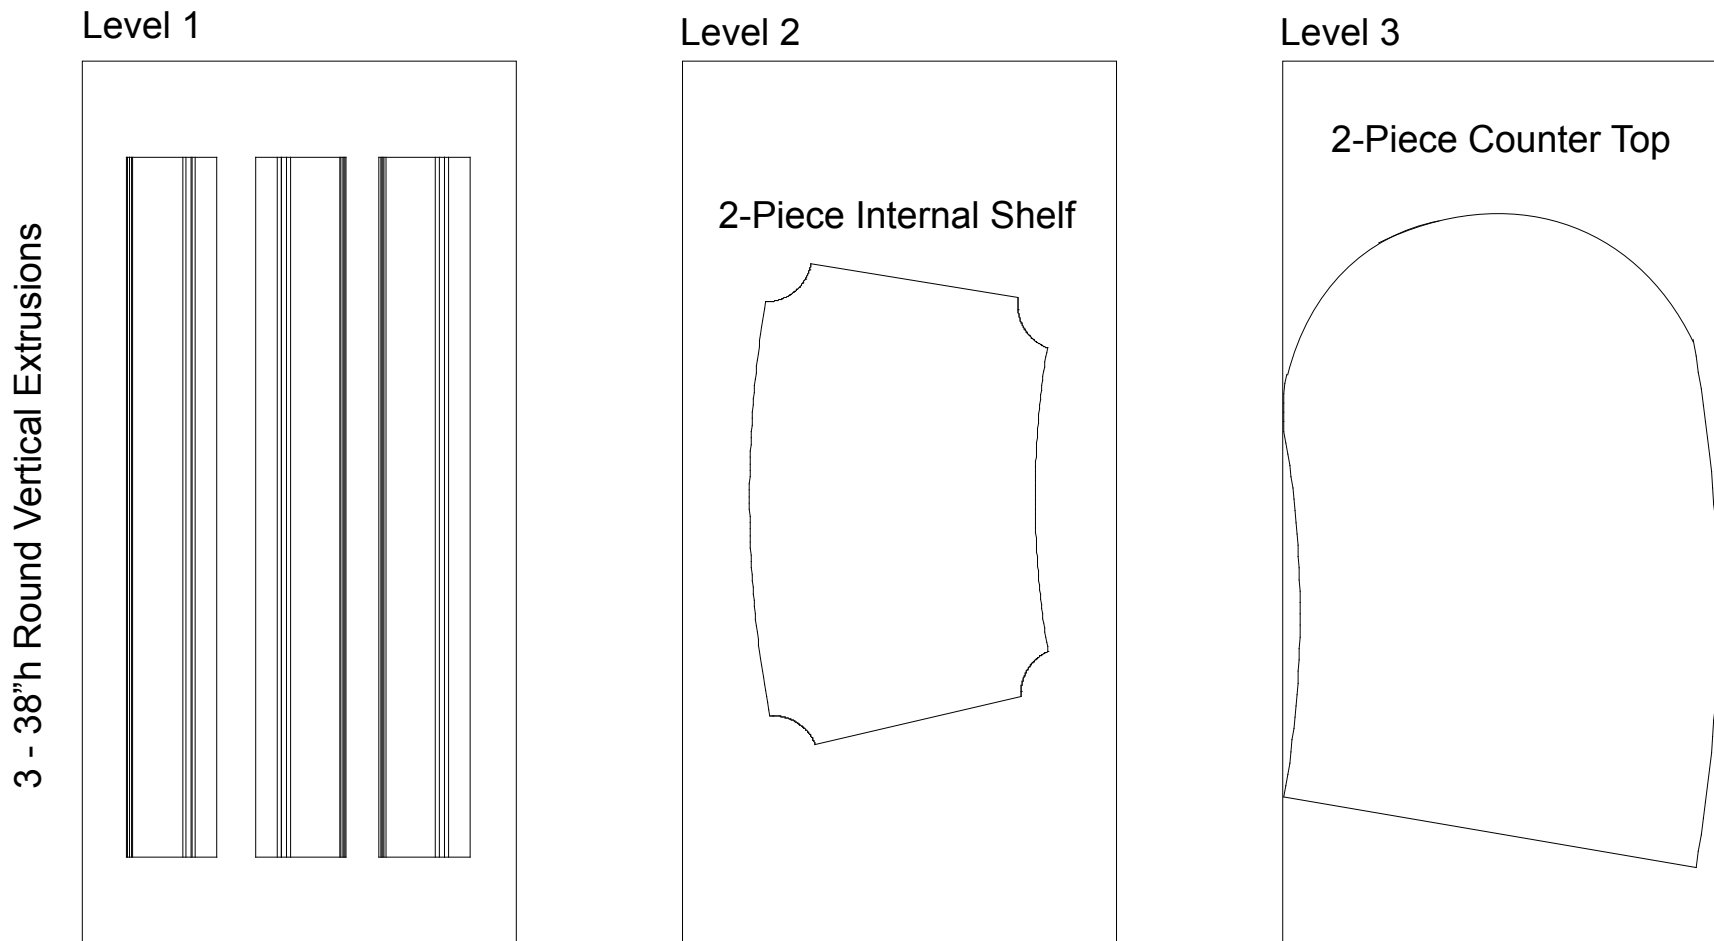 Level 1
Level 2
Level 3
3 - 38”h Round Vertical Extrusions
2-Piece Internal Shelf
2-Piece Counter Top